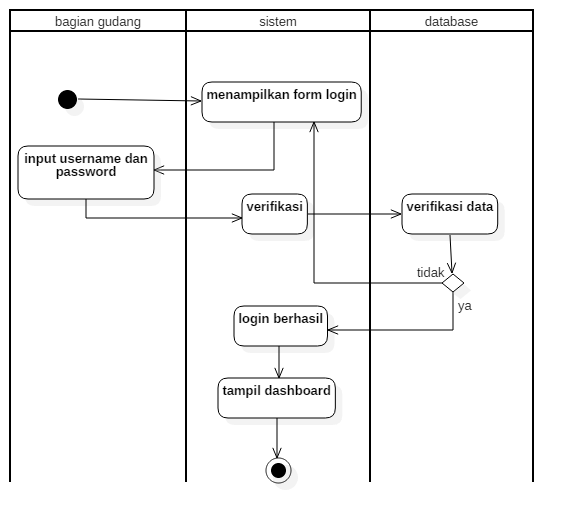 bagian gudang
sistem
database
menampilkan form login
input username dan
password
verifikasi
verifikasi data
tidak
ya
login berhasil
tampil dashboard